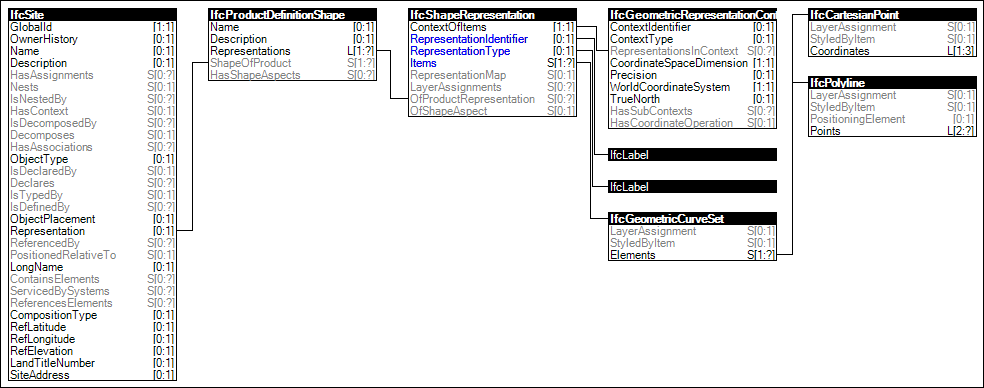 IfcSite
GlobalId [1:1]
OwnerHistory [0:1]
Name [0:1]
Description [0:1]
HasAssignments S[0:?]
Nests S[0:1]
IsNestedBy S[0:?]
HasContext S[0:1]
IsDecomposedBy S[0:?]
Decomposes S[0:1]
HasAssociations S[0:?]
ObjectType [0:1]
IsDeclaredBy S[0:1]
Declares S[0:?]
IsTypedBy S[0:1]
IsDefinedBy S[0:?]
ObjectPlacement [0:1]
Representation [0:1]
ReferencedBy S[0:?]
PositionedRelativeTo S[0:1]
LongName [0:1]
ContainsElements S[0:?]
ServicedBySystems S[0:?]
ReferencesElements S[0:?]
CompositionType [0:1]
RefLatitude [0:1]
RefLongitude [0:1]
RefElevation [0:1]
LandTitleNumber [0:1]
SiteAddress [0:1]
IfcProductDefinitionShape
Name [0:1]
Description [0:1]
Representations L[1:?]
ShapeOfProduct S[1:?]
HasShapeAspects S[0:?]
IfcShapeRepresentation
ContextOfItems [1:1]
RepresentationIdentifier [0:1]
RepresentationType [0:1]
Items S[1:?]
RepresentationMap S[0:1]
LayerAssignments S[0:?]
OfProductRepresentation S[0:?]
OfShapeAspect S[0:1]
IfcGeometricRepresentationCont
ContextIdentifier [0:1]
ContextType [0:1]
RepresentationsInContext S[0:?]
CoordinateSpaceDimension [1:1]
Precision [0:1]
WorldCoordinateSystem [1:1]
TrueNorth [0:1]
HasSubContexts S[0:?]
HasCoordinateOperation S[0:1]
IfcLabel
IfcLabel
IfcGeometricCurveSet
LayerAssignment S[0:1]
StyledByItem S[0:1]
Elements S[1:?]
IfcCartesianPoint
LayerAssignment S[0:1]
StyledByItem S[0:1]
Coordinates L[1:3]
IfcPolyline
LayerAssignment S[0:1]
StyledByItem S[0:1]
PositioningElement [0:1]
Points L[2:?]